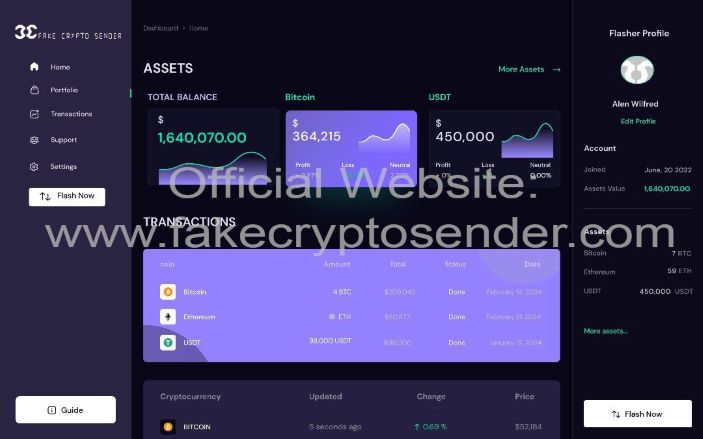 FAKE CRYPTO SENDER
Home
Portfolio
Transactions
Support
Settings
Flash Now
Guide
Dashboard > Home
ASSETS
More Assets →
TOTAL BALANCE
$
1,640,070.00
Bitcoin
$
364,215
Profit Loss Neutral
USDT
$
450,000
Profit Loss Neutral
+ 0% 0,00%
Official Website:
www.fakecryptosender.com
TRANSACTIONS
coin Amount Total Status Date
Bitcoin 4 BTC $209,042 Done February 14, 2024
Ethereum 18 ETH Done February 13 2024
USDT 98,000 USDT $98,000 Done January 15, 2024
Cryptocurrency Updated Change Price
BITCOIN 5 seconds ago ↑ 0.69 % $52,184
Flasher Profile
Alen Wilfred
Edit Profile
Account
Joined June, 20 2022
Assets Value 1,640,070.00
Assets
Bitcoin 7 BTC
Ethereum 59 ETH
USDT 450,000 USDT
More assets...
Flash Now